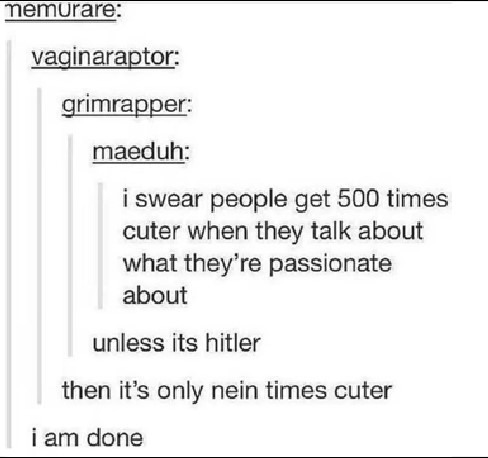 memurare:
vaginaraptor:
grimrapper:
maeduh:
i swear people get 500 times
cuter when they talk about
what they're passionate
about
unless its hitler
then it's only nein times cuter
i am done